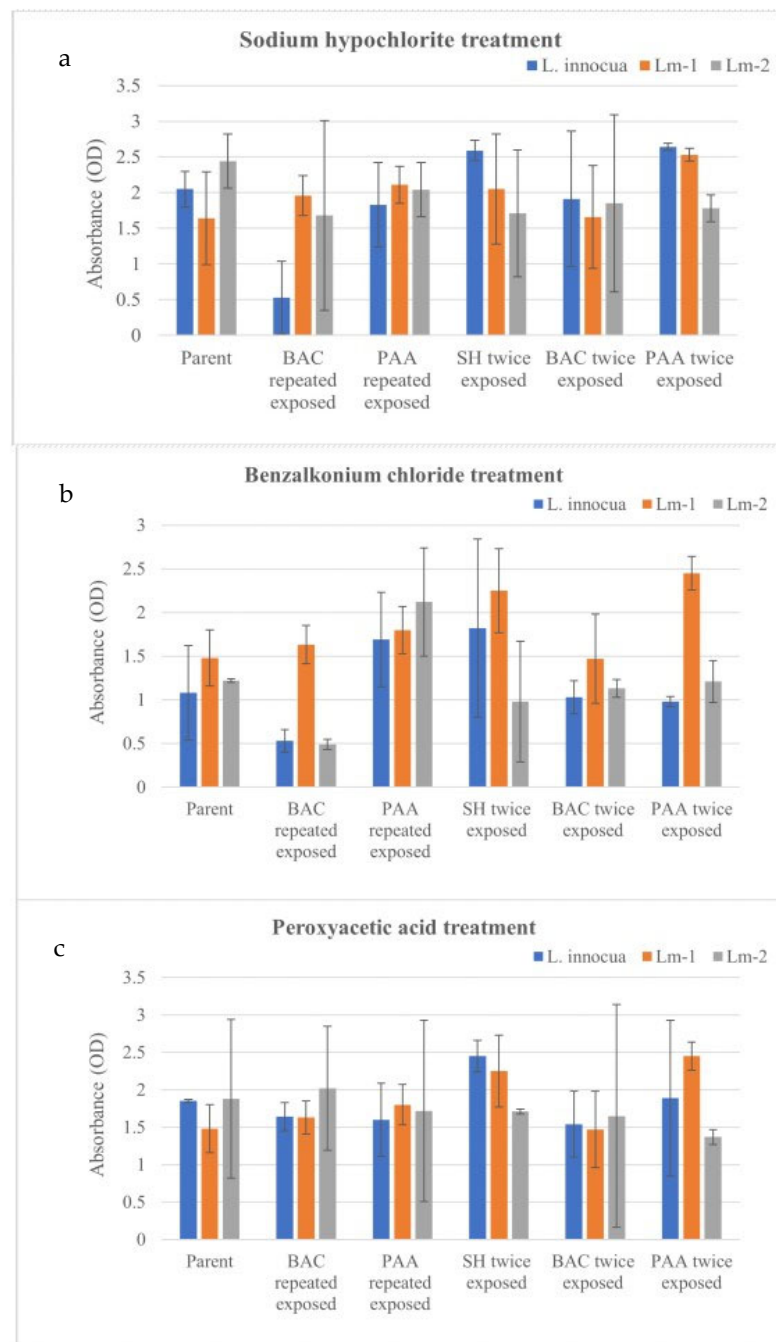 a
Sodium hypochlorite treatment
L. innocua Lm-1 Lm-2
Absorbance (OD)
3.5
3
2.5
2
1.5
1
0.5
0
Parent BAC repeated exposed PAA repeated exposed SH twice exposed BAC twice exposed PAA twice exposed
b
Benzalkonium chloride treatment
L. innocua Lm-1 Lm-2
Absorbance (OD)
3
2.5
2
1.5
1
0.5
0
Parent BAC repeated exposed PAA repeated exposed SH twice exposed BAC twice exposed PAA twice exposed
c
Peroxyacetic acid treatment
L. innocua Lm-1 Lm-2
Absorbance (OD)
3.5
3
2.5
2
1.5
1
0.5
0
Parent BAC repeated exposed PAA repeated exposed SH twice exposed BAC twice exposed PAA twice exposed